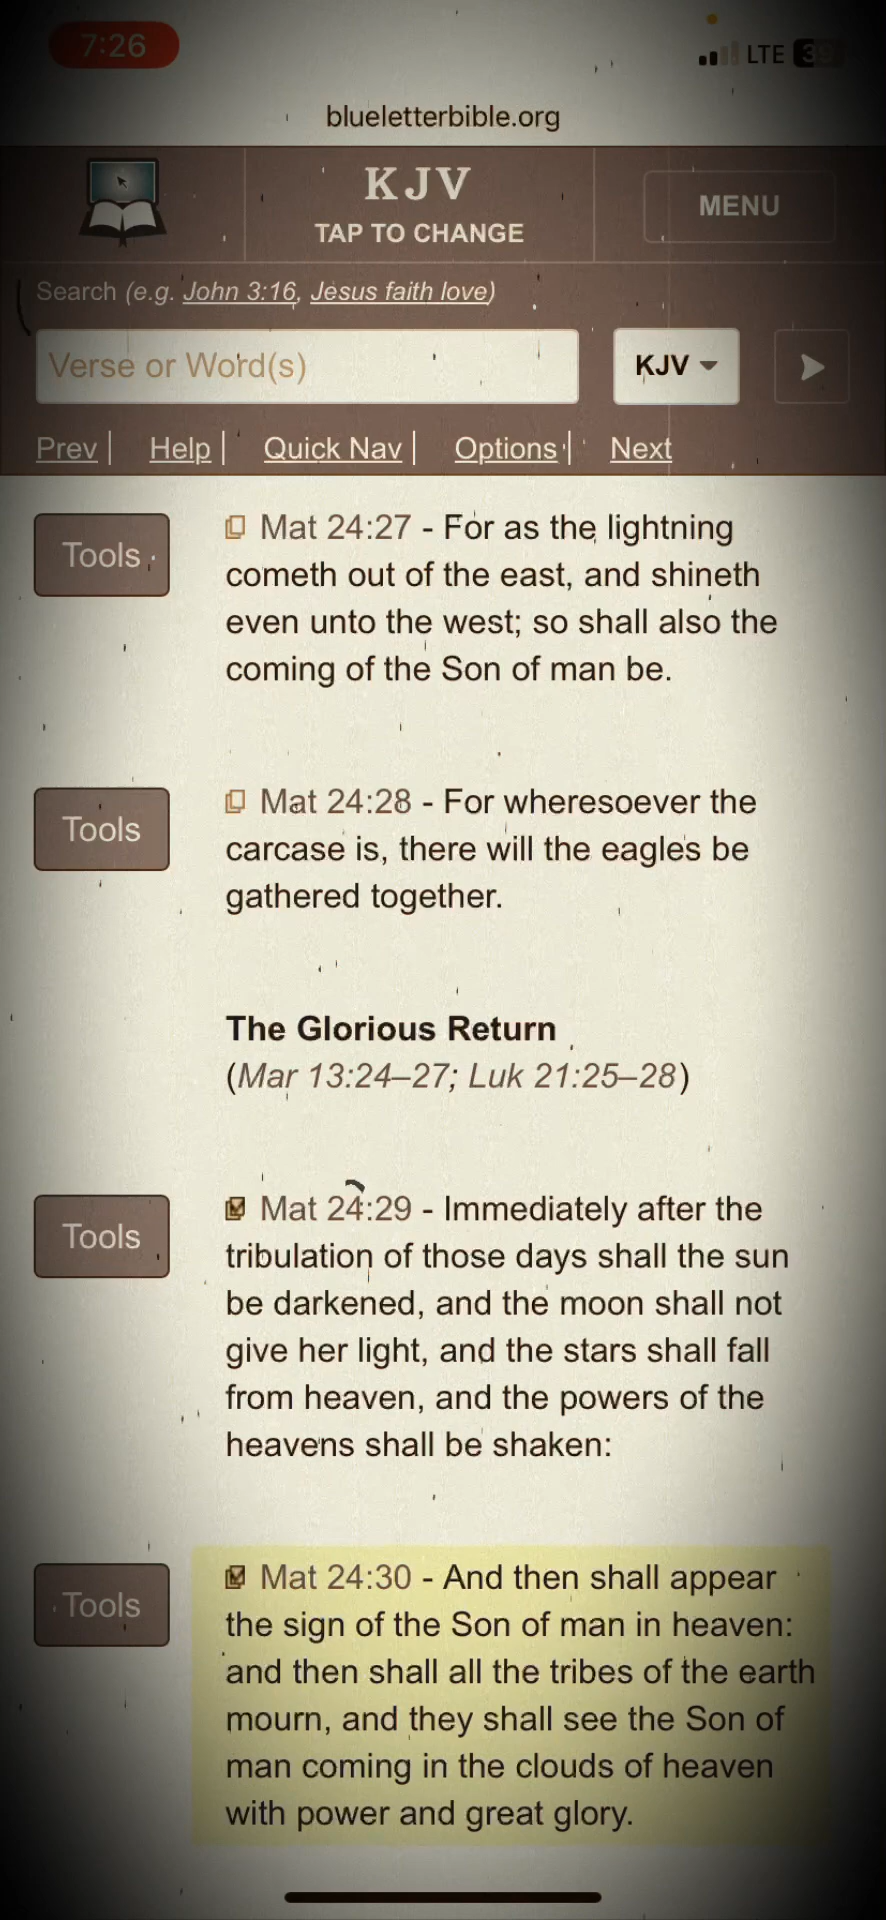 7:26
LTE
blueletterbible.org
KJV
TAP TO CHANGE
MENU
Search (e.g. John 3:16, Jesus faith love)
Verse or Word(s)
KJV
Prev | Help | Quick Nav | Options | Next
Tools
Mat 24:27 - For as the lightning
cometh out of the east, and shineth
even unto the west; so shall also the
coming of the Son of man be.
Tools
Mat 24:28 - For wheresoever the
carcase is, there will the eagles be
gathered together.
The Glorious Return
(Mar 13:24–27; Luk 21:25–28)
Tools
Mat 24:29 - Immediately after the
tribulation of those days shall the sun
be darkened, and the moon shall not
give her light, and the stars shall fall
from heaven, and the powers of the
heavens shall be shaken:
Tools
Mat 24:30 - And then shall appear
the sign of the Son of man in heaven:
and then shall all the tribes of the earth
mourn, and they shall see the Son of
man coming in the clouds of heaven
with power and great glory.